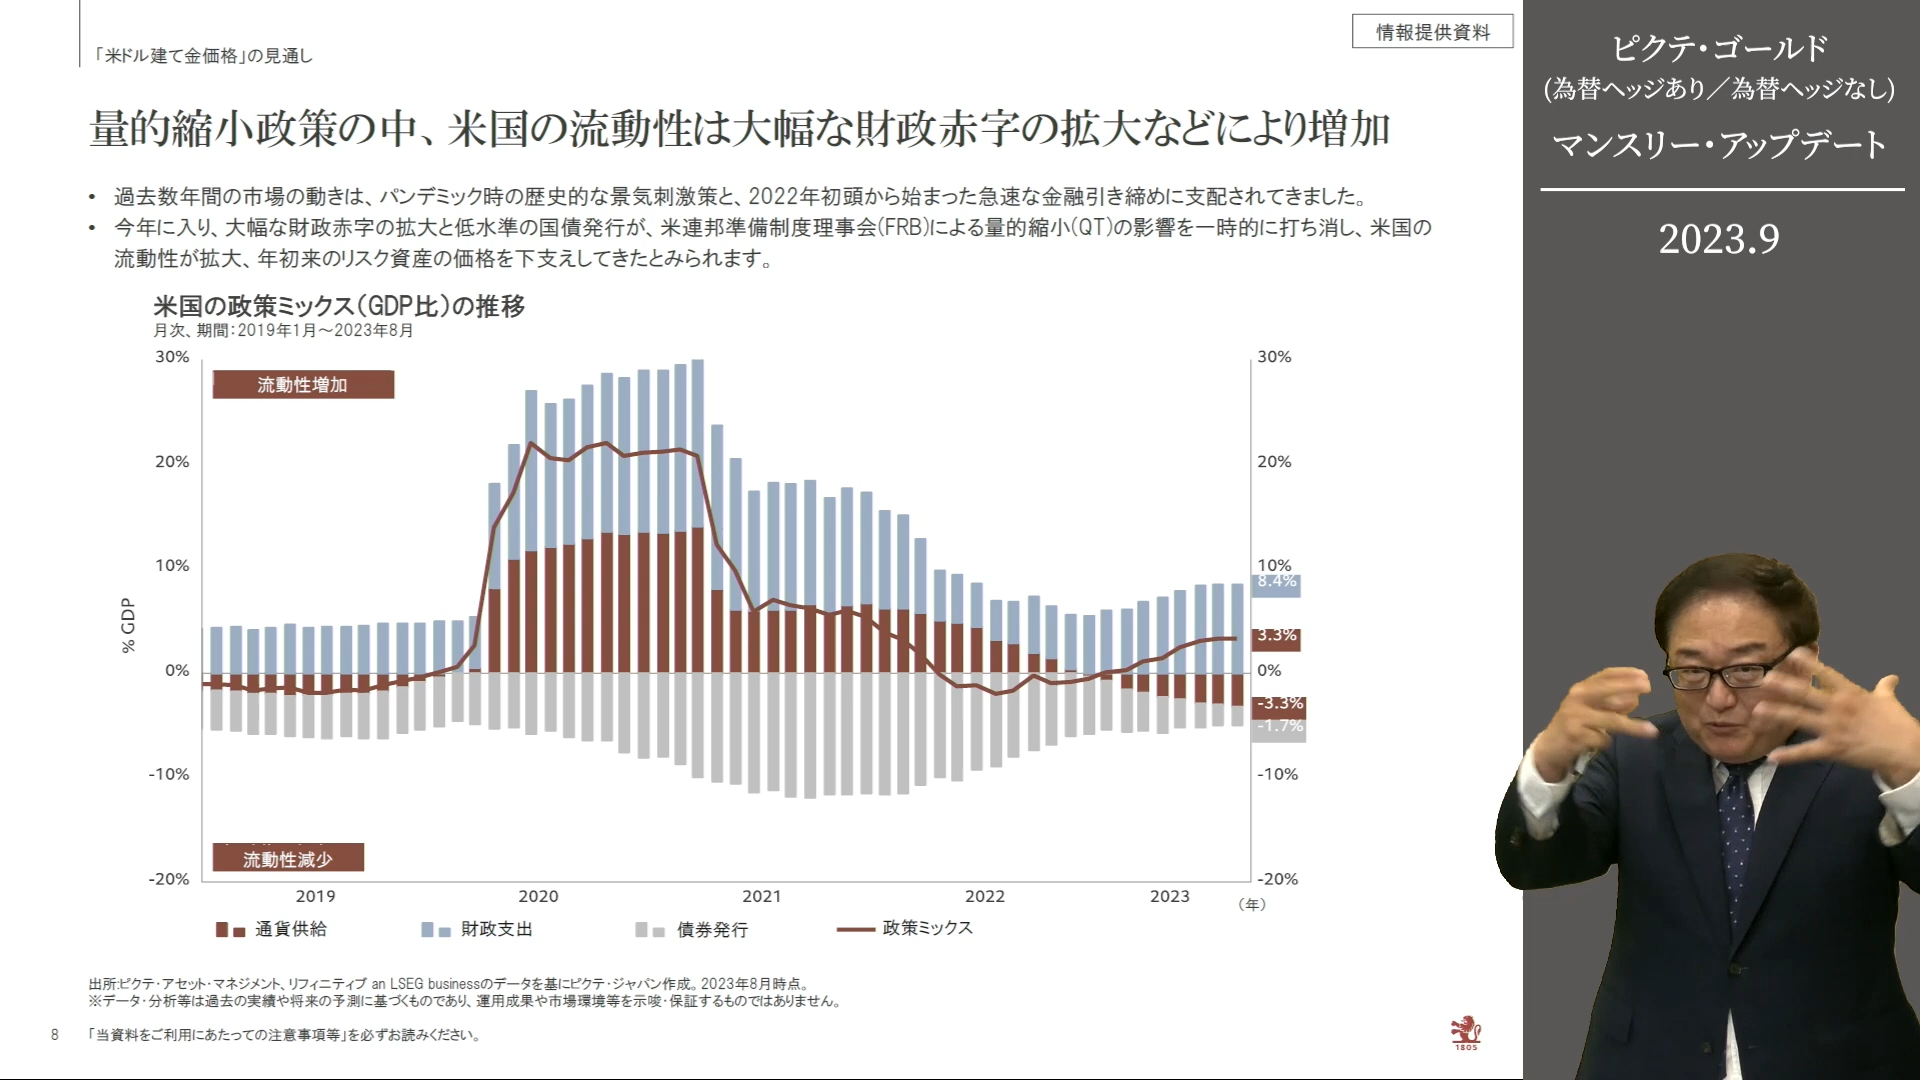 「米ドル建て金価格」の見通し
情報提供資料
量的縮小政策の中、米国の流動性は大幅な財政赤字の拡大などにより増加
• 過去数年間の市場の動きは、パンデミック時の歴史的な景気刺激策と、2022年初頭から始まった急速な金融引き締めに支配されてきました。
• 今年に入り、大幅な財政赤字の拡大と低水準の国債発行が、米連邦準備制度理事会(FRB)による量的縮小(QT)の影響を一時的に打ち消し、米国の
流動性が拡大、年初来のリスク資産の価格を下支えしてきたとみられます。
米国の政策ミックス（GDP比）の推移
月次、期間：2019年1月～2023年8月
30%
20%
10%
0%
-10%
-20%
% GDP
流動性増加
流動性減少
30%
20%
10%
8.4%
3.3%
0%
-3.3%
-1.7%
-10%
-20%
2019 2020 2021 2022 2023
（年）
通貨供給 財政支出 債券発行 政策ミックス
出所:ピクテ・アセット・マネジメント、リフィニティブ an LSEG businessのデータを基にピクテ・ジャパン作成。2023年8月時点。
※データ・分析等は過去の実績や将来の予測に基づくものであり、運用成果や市場環境等を示唆・保証するものではありません。
8 「当資料をご利用にあたっての注意事項等」を必ずお読みください。
1805
ピクテ・ゴールド
(為替ヘッジあり／為替ヘッジなし)
マンスリー・アップデート
2023.9